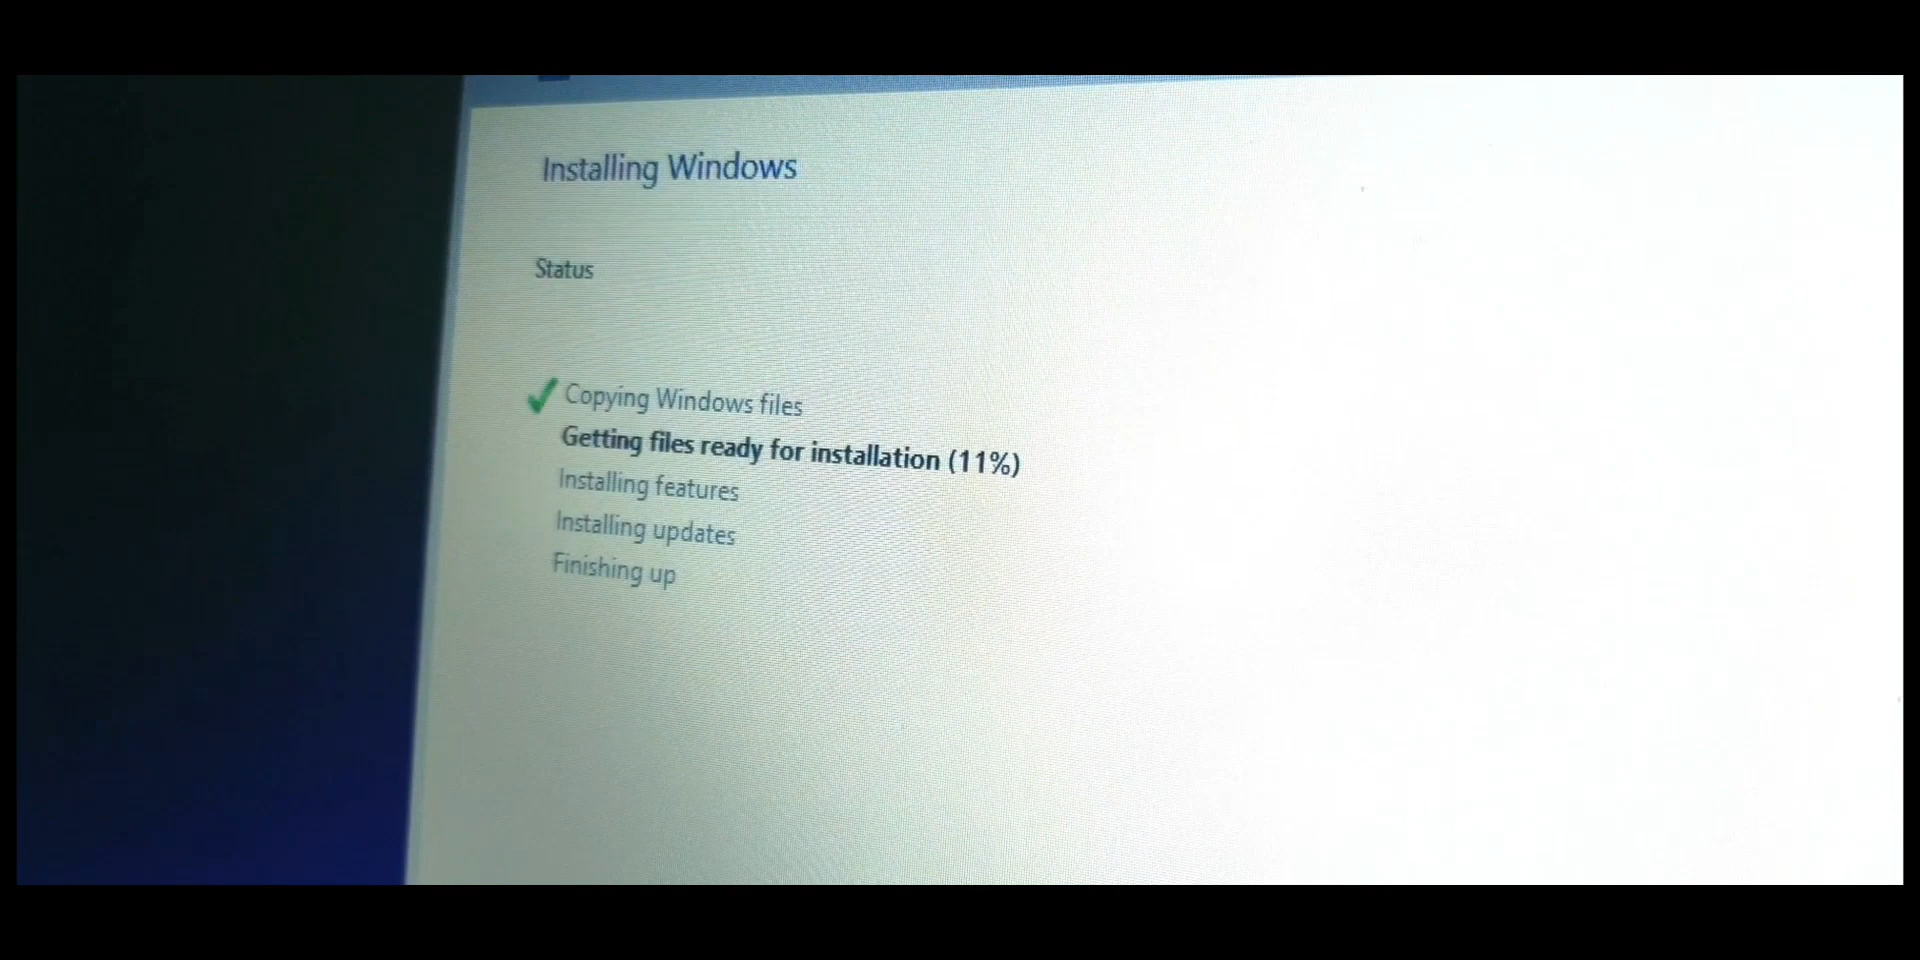 Installing Windows
Status
Copying Windows files
Getting files ready for installation (11%)
Installing features
Installing updates
Finishing up